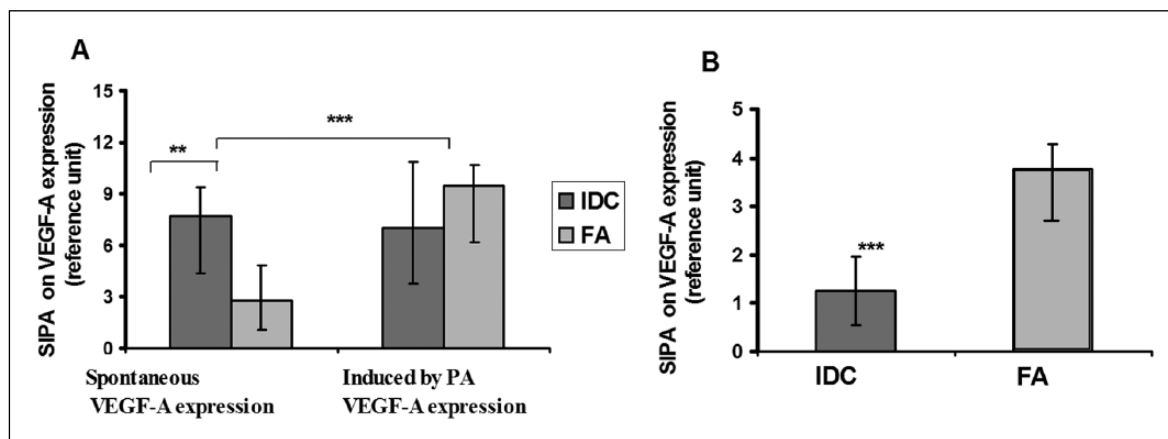 A
SIPA on VEGF-A expression
(reference unit)
15
12
9
6
3
0
**
***
Spontaneous
VEGF-A expression
Induced by PA
VEGF-A expression
IDC
FA
B
SIPA on VEGF-A expression
(reference unit)
5
4
3
2
1
0
***
IDC
FA